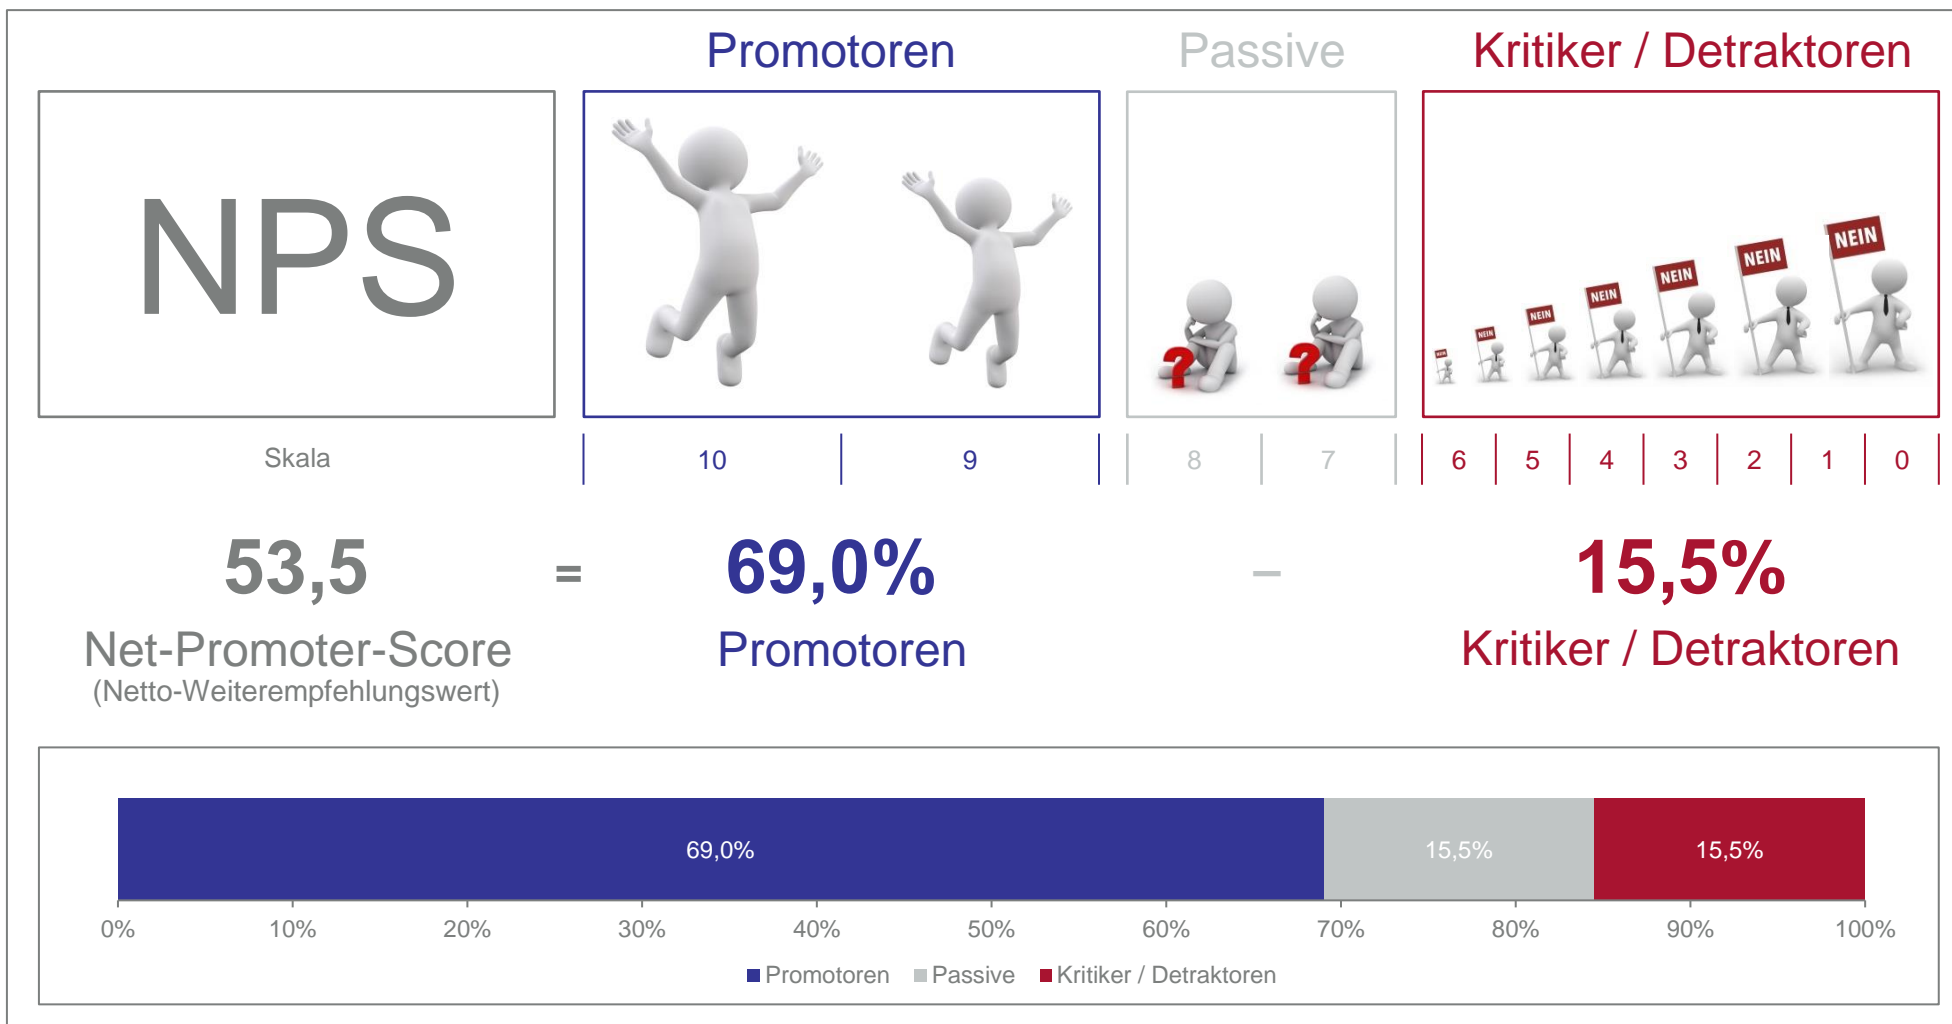 Promotoren
Passive
Kritiker / Detraktoren
NPS
?
?
NEIN
NEIN
NEIN
NEIN
NEIN
NEIN
NEIN
Skala
10
9
8
7
6
5
4
3
2
1
0
53,5
=
69,0%
–
15,5%
Net-Promoter-Score
Promotoren
Kritiker / Detraktoren
(Netto-Weiterempfehlungswert)
69,0%
15,5%
15,5%
0%
10%
20%
30%
40%
50%
60%
70%
80%
90%
100%
Promotoren
Passive
Kritiker / Detraktoren